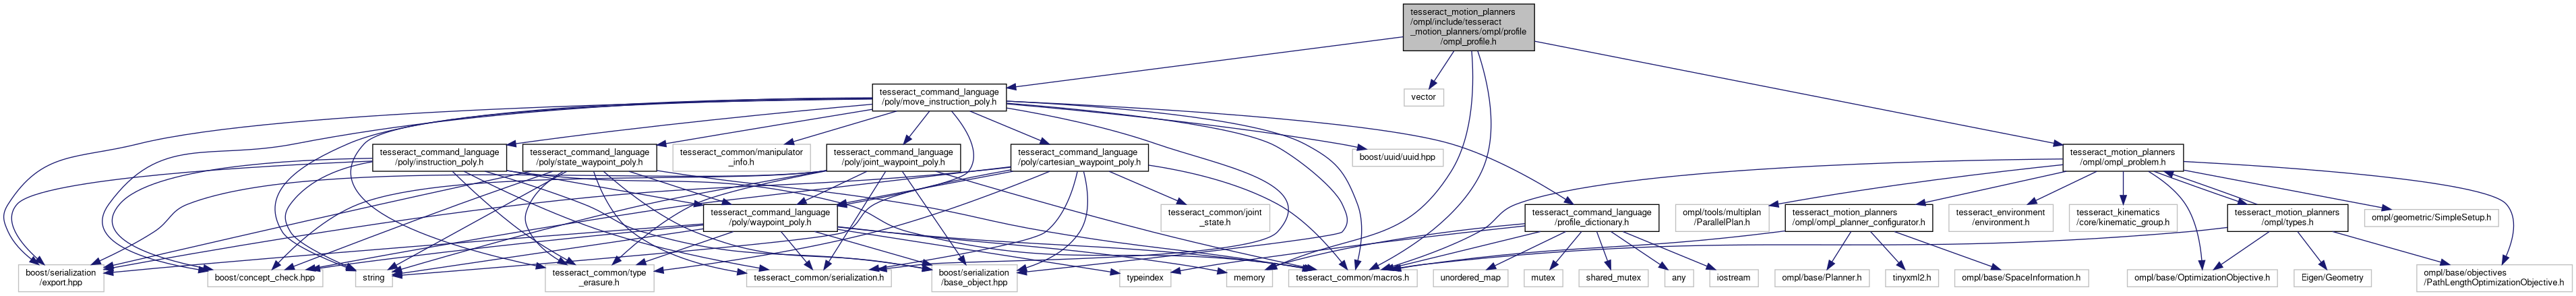 tesseract_motion_planners
/ompl/include/tesseract
_motion_planners/ompl/profile
/ompl_profile.h
tesseract_command_language
/poly/move_instruction_poly.h
vector
tesseract_command_language
/poly/instruction_poly.h
tesseract_command_language
/poly/state_waypoint_poly.h
tesseract_common/manipulator
_info.h
tesseract_command_language
/poly/joint_waypoint_poly.h
tesseract_command_language
/poly/cartesian_waypoint_poly.h
boost/uuid/uuid.hpp
tesseract_motion_planners
/ompl/ompl_problem.h
tesseract_command_language
/poly/waypoint_poly.h
tesseract_common/joint
_state.h
tesseract_command_language
/profile_dictionary.h
ompl/tools/multiplan
/ParallelPlan.h
tesseract_motion_planners
/ompl/ompl_planner_configurator.h
tesseract_environment
/environment.h
tesseract_kinematics
/core/kinematic_group.h
tesseract_motion_planners
/ompl/types.h
ompl/geometric/SimpleSetup.h
boost/serialization
/export.hpp
boost/concept_check.hpp
string
tesseract_common/type
_erasure.h
tesseract_common/serialization.h
boost/serialization
/base_object.hpp
typeindex
memory
tesseract_common/macros.h
unordered_map
mutex
shared_mutex
any
iostream
ompl/base/Planner.h
tinyxml2.h
ompl/base/SpaceInformation.h
ompl/base/OptimizationObjective.h
Eigen/Geometry
ompl/base/objectives
/PathLengthOptimizationObjective.h